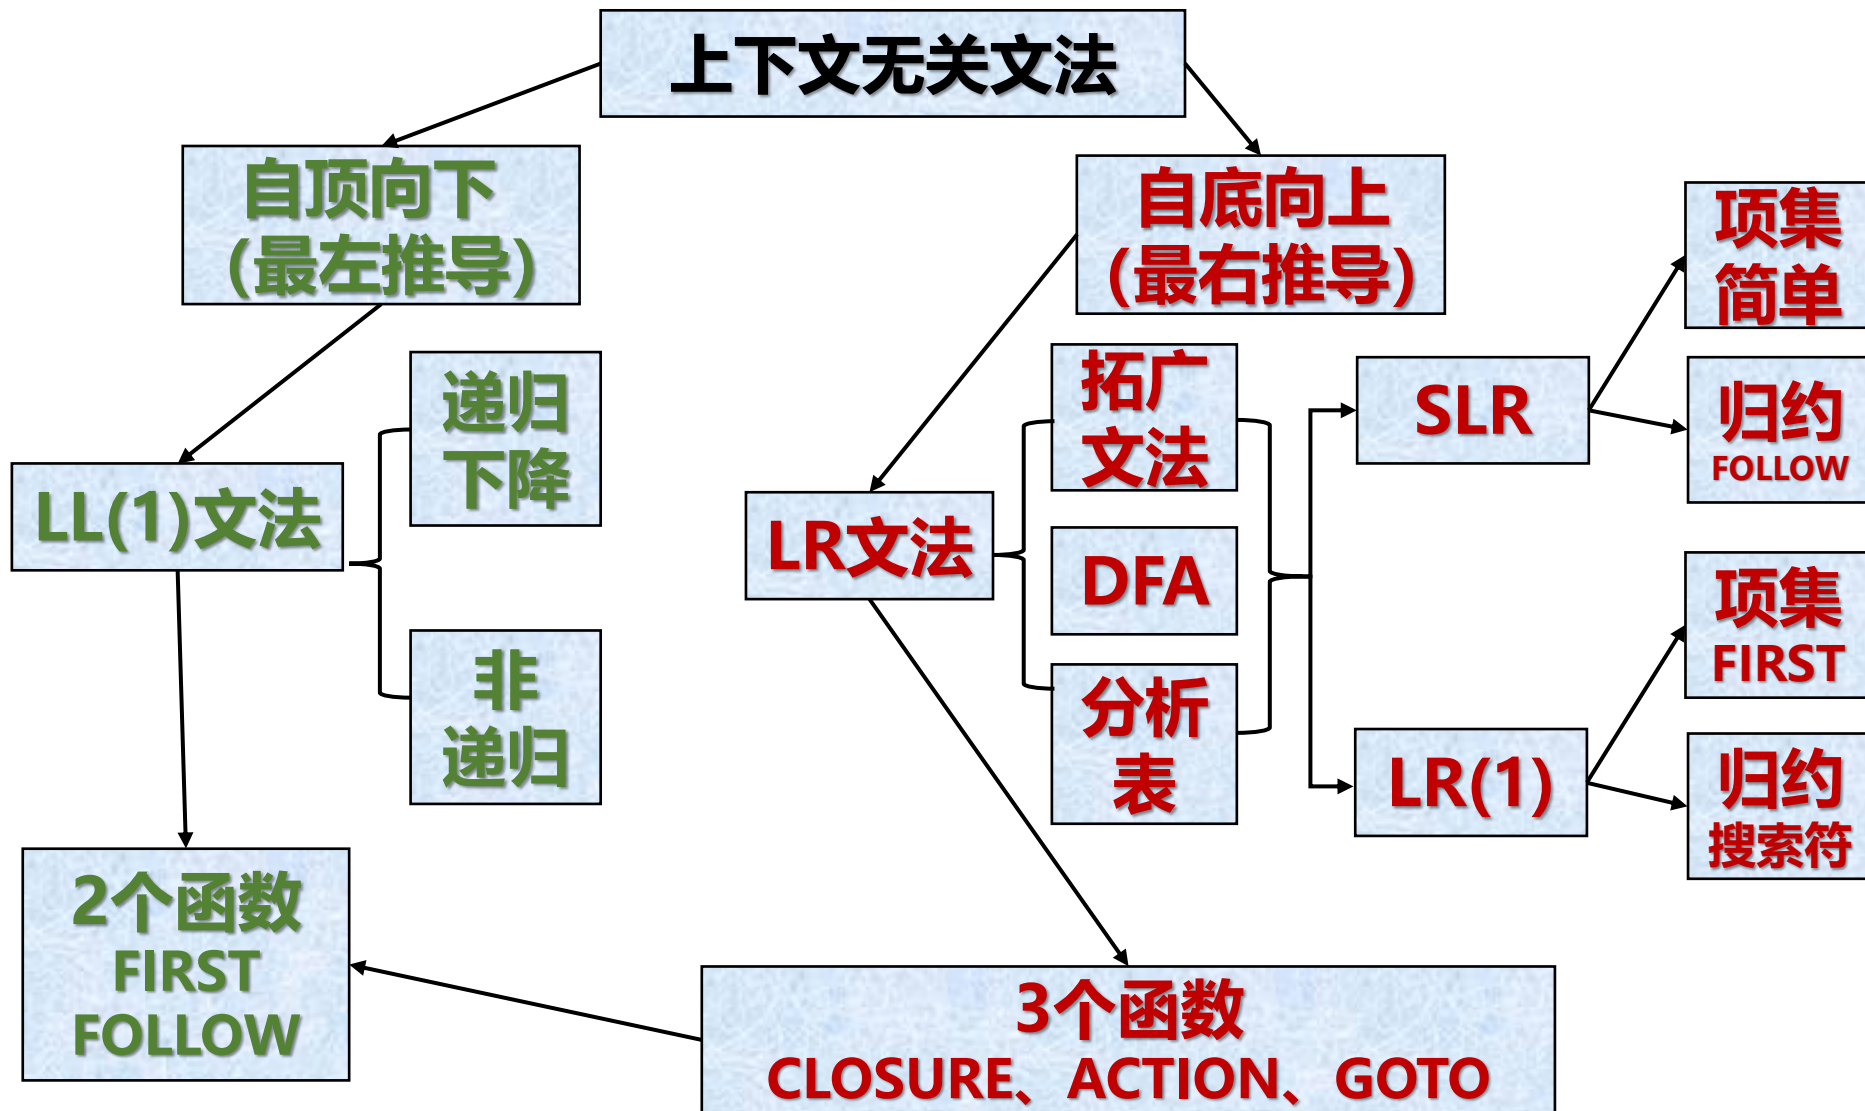 上下文无关文法
自顶向下
(最左推导)
自底向上
(最右推导)
项集
简单
递归
下降
拓广
文法
SLR
归约
FOLLOW
LL(1)文法
LR文法
DFA
项集
FIRST
非
递归
分析
表
LR(1)
归约
搜索符
2个函数
FIRST
FOLLOW
3个函数
CLOSURE、ACTION、GOTO